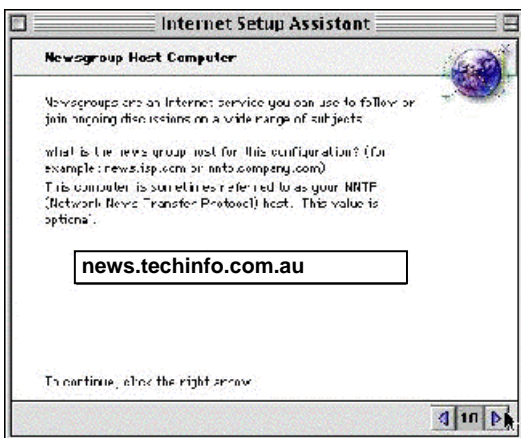 Internet Setup Assistant
Newsgroup Host Computer
Newsgroups are an Internet service you can use to follow or
join ongoing discussions on a wide range of subjects.
what is the news group host for this configuration? (for
example: news.isp.com or nntp.company.com)
This computer is sometimes referred to as your NNTP
(Network News Transfer Protocol) host. This value is
optional.
news.techinfo.com.au
To continue, click the right arrow.
10